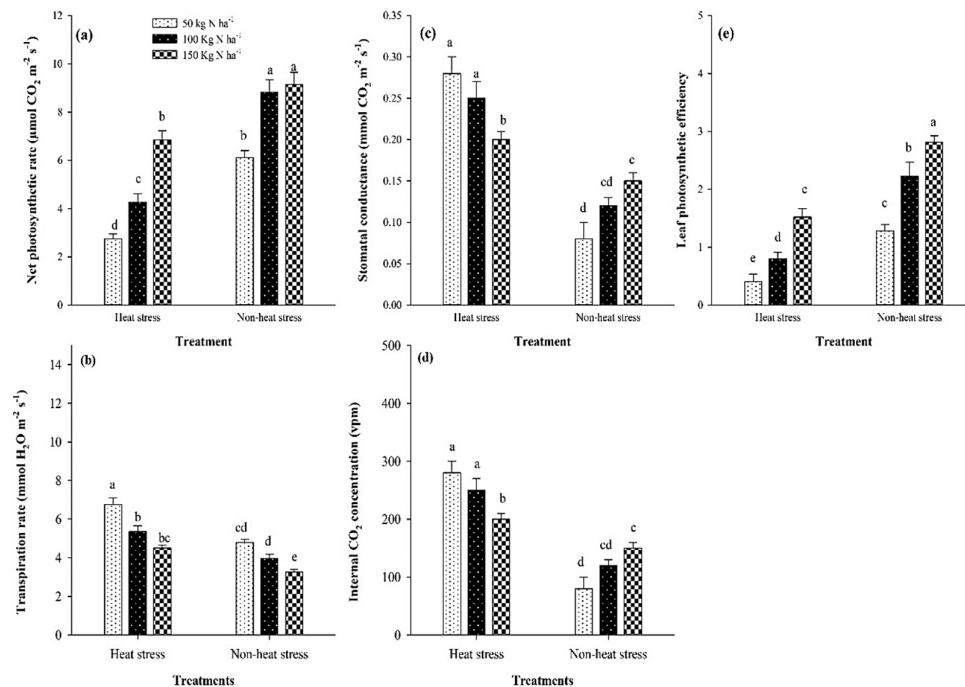 (a)
50 kg N ha⁻¹
100 Kg N ha⁻¹
150 Kg N ha⁻¹
Net photosynthetic rate (µmol CO₂ m⁻² s⁻¹)
12
10
8
6
4
2
0
d
c
b
b
a
a
Heat stress
Non-heat stress
Treatment
(c)
Stomatal conductance (mmol CO₂ m⁻² s⁻¹)
0.35
0.30
0.25
0.20
0.15
0.10
0.05
0.00
a
a
b
d
cd
c
Heat stress
Non-heat stress
Treatment
(e)
Leaf photosynthetic efficiency
5
4
3
2
1
0
e
d
c
c
b
a
Heat stress
Non-heat stress
Treatment
(b)
Transpiration rate (mmol H₂O m⁻² s⁻¹)
14
12
10
8
6
4
2
0
a
b
bc
cd
d
e
Heat stress
Non-heat stress
Treatments
(d)
Internal CO₂ concentration (vpm)
500
400
300
200
100
0
a
a
b
d
cd
c
Heat stress
Non-heat stress
Treatments